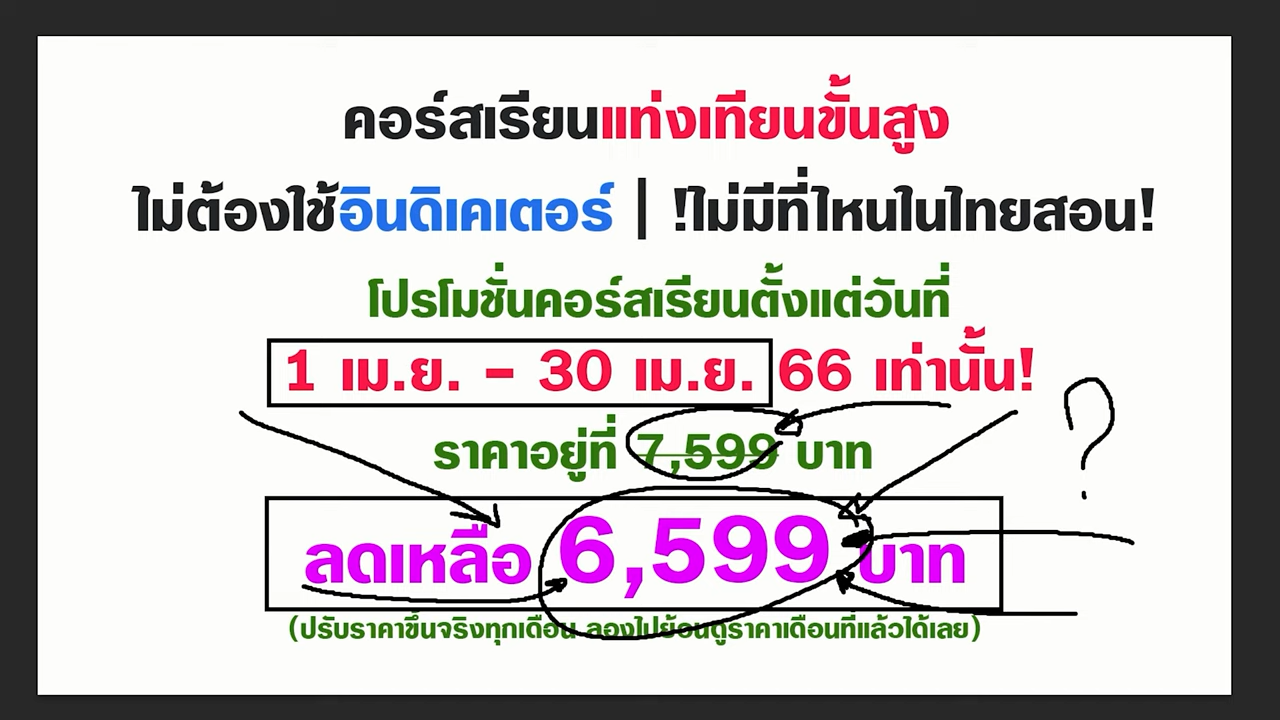 คอร์สเรียนแท่งเทียนขั้นสูง
ไม่ต้องใช้อินดิเคเตอร์ | !ไม่มีที่ไหนในไทยสอน!
โปรโมชั่นคอร์สเรียนตั้งแต่วันที่
1 เม.ย. - 30 เม.ย. 66 เท่านั้น!
ราคาอยู่ที่ 7,599 บาท
?
ลดเหลือ 6,599 บาท
(ปรับราคาขึ้นจริงทุกเดือน ลองไปย้อนดูราคาเดือนที่แล้วได้เลย)